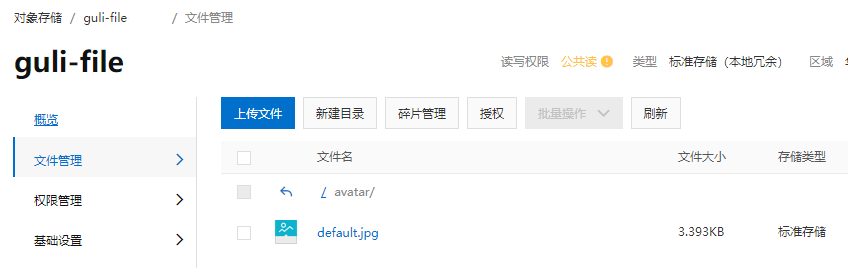 对象存储 / guli-file / 文件管理
guli-file 读写权限 公共读 类型 标准存储（本地冗余） 区域
概览
上传文件 新建目录 碎片管理 授权 批量操作 刷新
文件管理
文件名 文件大小 存储类型
权限管理
/ avatar/
基础设置
default.jpg 3.393KB 标准存储